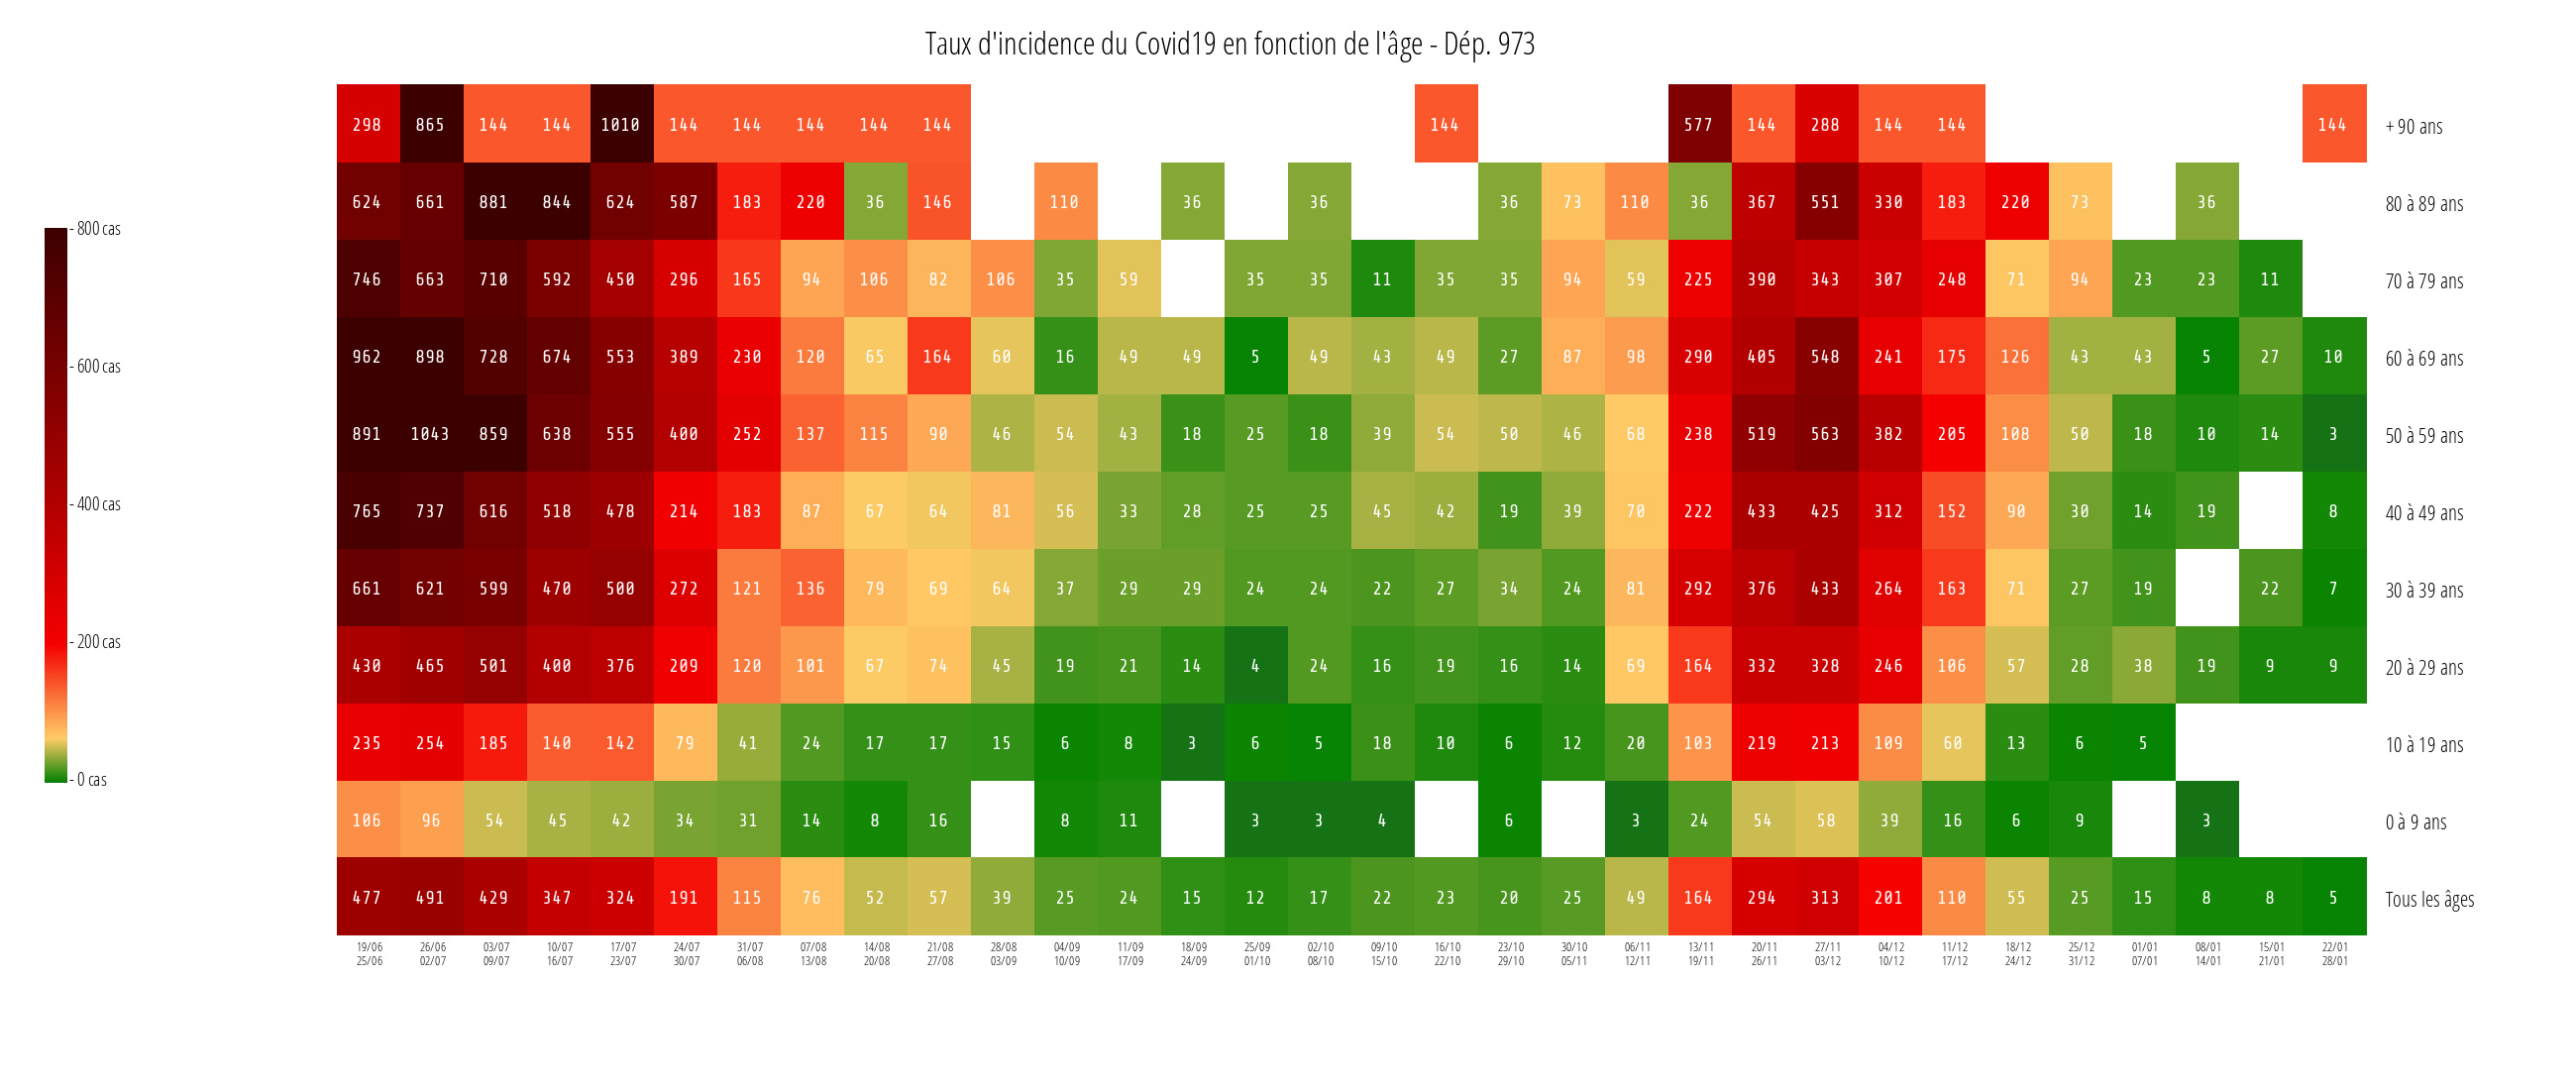 Taux d'incidence du Covid19 en fonction de l'âge - Dép. 973
298 865 144 144 1010 144 144 144 144 144 144 577 144 288 144 144 144 + 90 ans
624 661 881 844 624 587 183 220 36 146 110 36 36 36 73 110 36 367 551 330 183 220 73 36 80 à 89 ans
746 663 710 592 450 296 165 94 106 82 106 35 59 35 35 11 35 35 94 59 225 390 343 307 248 71 94 23 23 11 70 à 79 ans
962 898 728 674 553 389 230 120 65 164 60 16 49 49 5 49 43 49 27 87 98 290 405 548 241 175 126 43 43 5 27 10 60 à 69 ans
891 1043 859 638 555 400 252 137 115 90 46 54 43 18 25 18 39 54 50 46 68 238 519 563 382 205 108 50 18 10 14 3 50 à 59 ans
765 737 616 518 478 214 183 87 67 64 81 56 33 28 25 25 45 42 19 39 70 222 433 425 312 152 90 30 14 19 8 40 à 49 ans
661 621 599 470 500 272 121 136 79 69 64 37 29 29 24 24 22 27 34 24 81 292 376 433 264 163 71 27 19 22 7 30 à 39 ans
430 465 501 400 376 209 120 101 67 74 45 19 21 14 4 24 16 19 16 14 69 164 332 328 246 106 57 28 38 19 9 9 20 à 29 ans
235 254 185 140 142 79 41 24 17 17 15 6 8 3 6 5 18 10 6 12 20 103 219 213 109 60 13 6 5 10 à 19 ans
106 96 54 45 42 34 31 14 8 16 8 11 3 3 4 6 3 24 54 58 39 16 6 9 3 0 à 9 ans
477 491 429 347 324 191 115 76 52 57 39 25 24 15 12 17 22 23 20 25 49 164 294 313 201 110 55 25 15 8 8 5 Tous les âges
19/06 26/06 03/07 10/07 17/07 24/07 31/07 07/08 14/08 21/08 28/08 04/09 11/09 18/09 25/09 02/10 09/10 16/10 23/10 30/10 06/11 13/11 20/11 27/11 04/12 11/12 18/12 25/12 01/01 08/01 15/01 22/01
25/06 02/07 09/07 16/07 23/07 30/07 06/08 13/08 20/08 27/08 03/09 10/09 17/09 24/09 01/10 08/10 15/10 22/10 29/10 05/11 12/11 19/11 26/11 03/12 10/12 17/12 24/12 31/12 07/01 14/01 21/01 28/01
- 800 cas
- 600 cas
- 400 cas
- 200 cas
- 0 cas